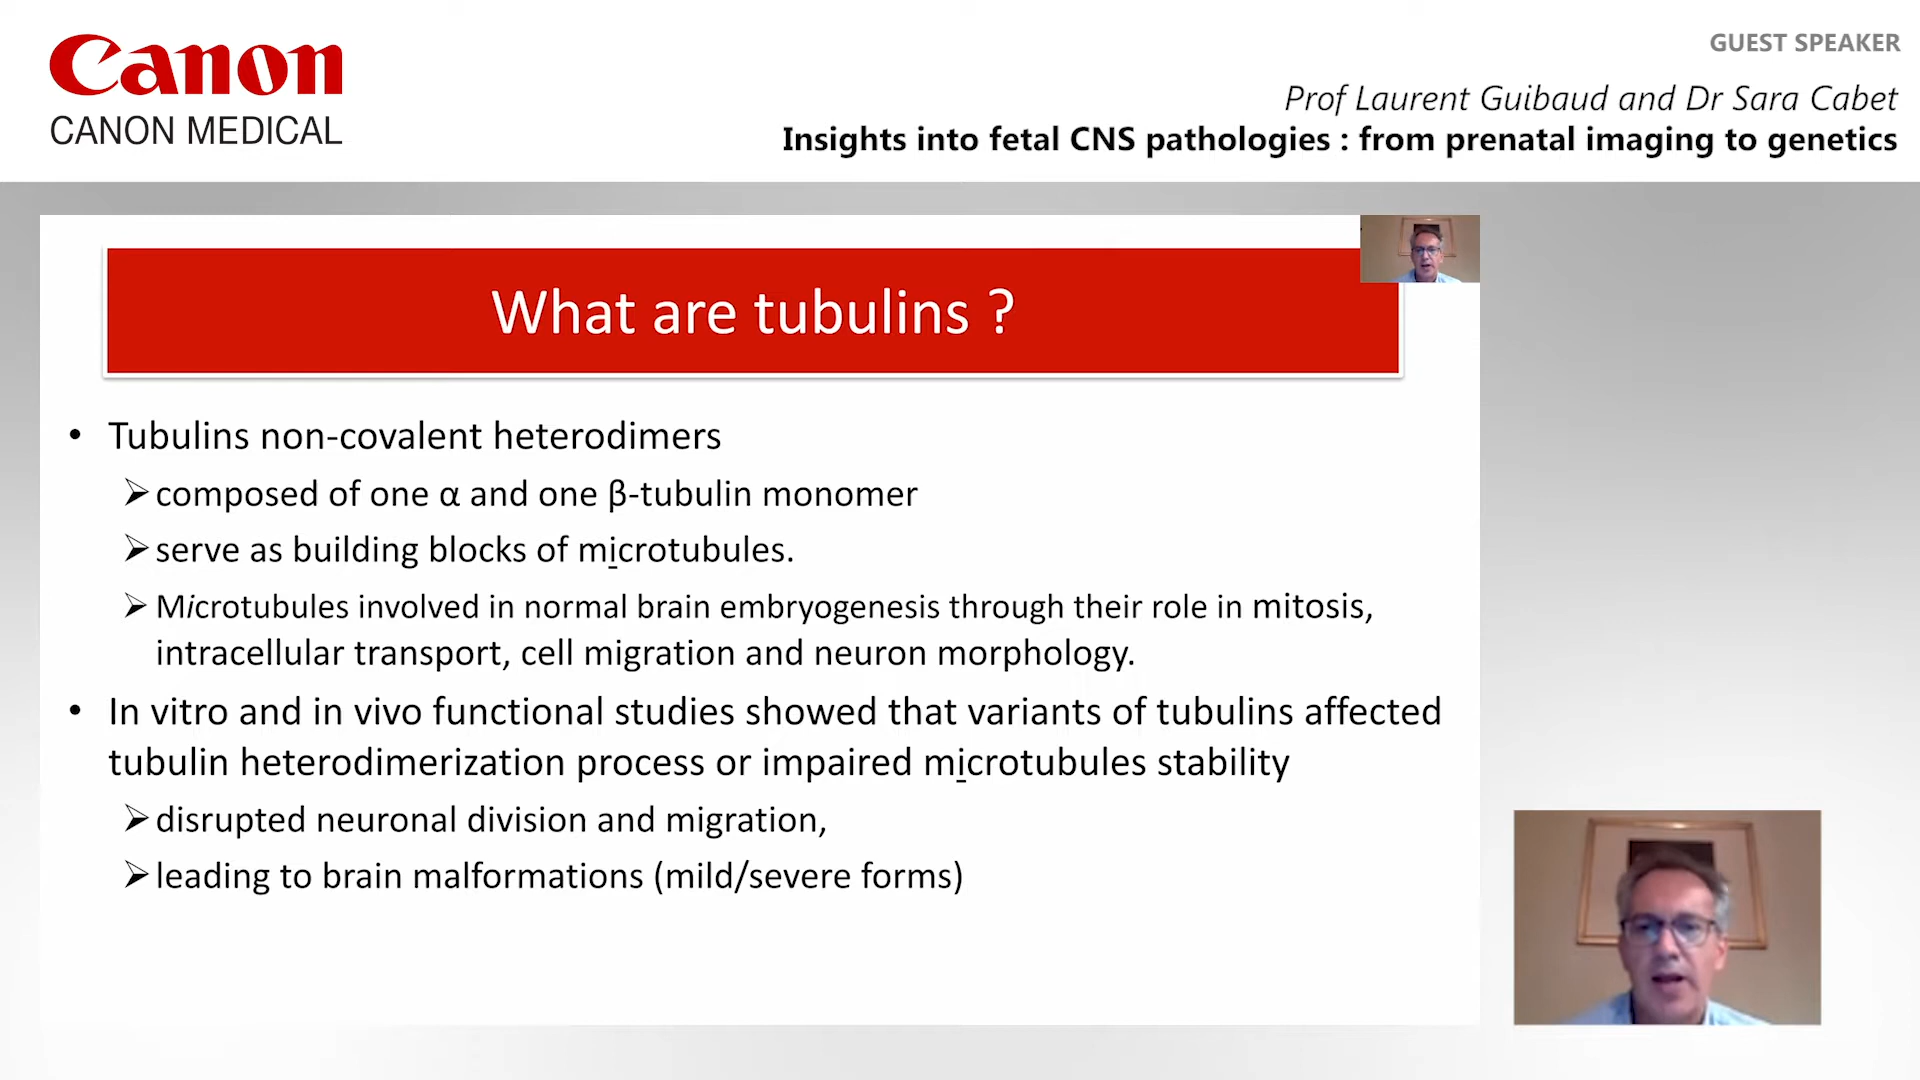 Canon
CANON MEDICAL
GUEST SPEAKER
Prof Laurent Guibaud and Dr Sara Cabet
Insights into fetal CNS pathologies : from prenatal imaging to genetics
What are tubulins ?
• Tubulins non-covalent heterodimers
➢ composed of one α and one β-tubulin monomer
➢ serve as building blocks of microtubules.
➢ Microtubules involved in normal brain embryogenesis through their role in mitosis,
intracellular transport, cell migration and neuron morphology.
• In vitro and in vivo functional studies showed that variants of tubulins affected
tubulin heterodimerization process or impaired microtubules stability
➢ disrupted neuronal division and migration,
➢ leading to brain malformations (mild/severe forms)